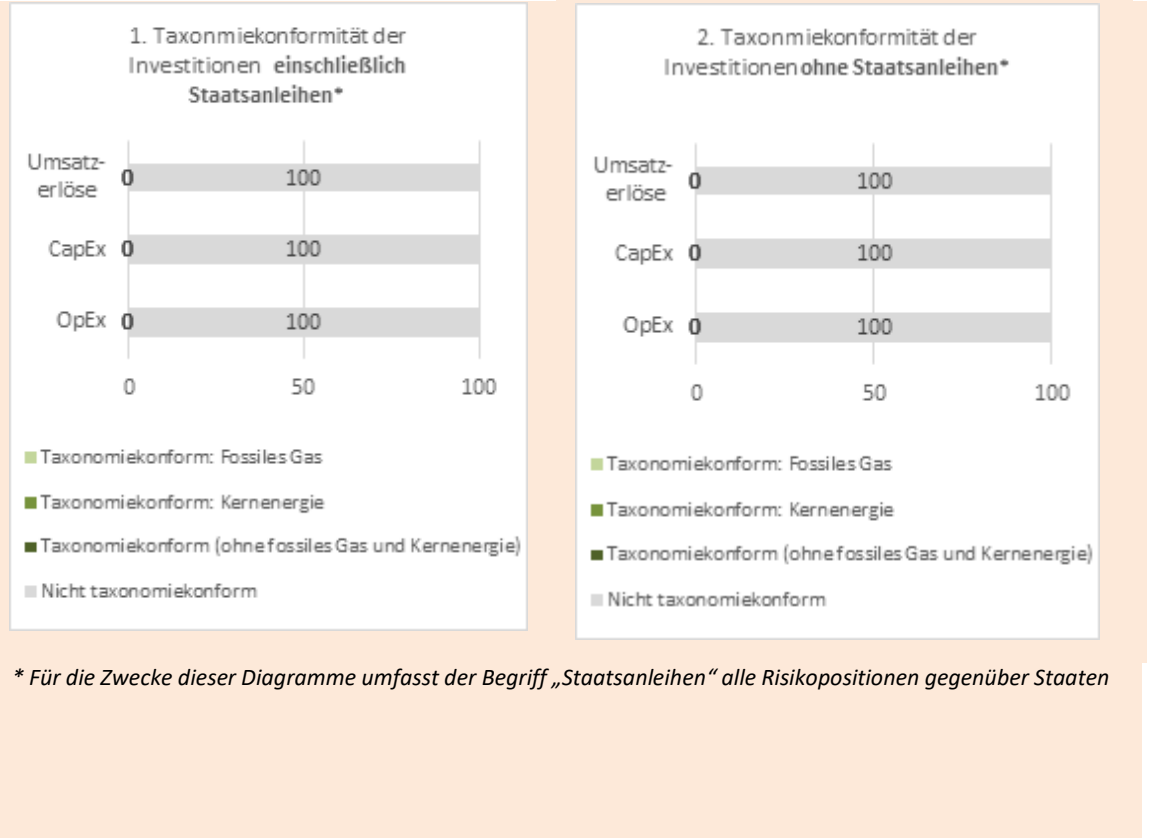 1. Taxonmiekonformität der
Investitionen einschließlich
Staatsanleihen*
Umsatz-
erlöse
0
100
CapEx
0
100
OpEx
0
100
0
50
100
Taxonomiekonform: Fossiles Gas
Taxonomiekonform: Kernenergie
Taxonomiekonform (ohne fossiles Gas und Kernenergie)
Nicht taxonomiekonform
2. Taxonmiekonformität der
Investitionen ohne Staatsanleihen*
Umsatz-
erlöse
0
100
CapEx
0
100
OpEx
0
100
0
50
100
Taxonomiekonform: Fossiles Gas
Taxonomiekonform: Kernenergie
Taxonomiekonform (ohne fossiles Gas und Kernenergie)
Nicht taxonomiekonform
* Für die Zwecke dieser Diagramme umfasst der Begriff „Staatsanleihen“ alle Risikopositionen gegenüber Staaten